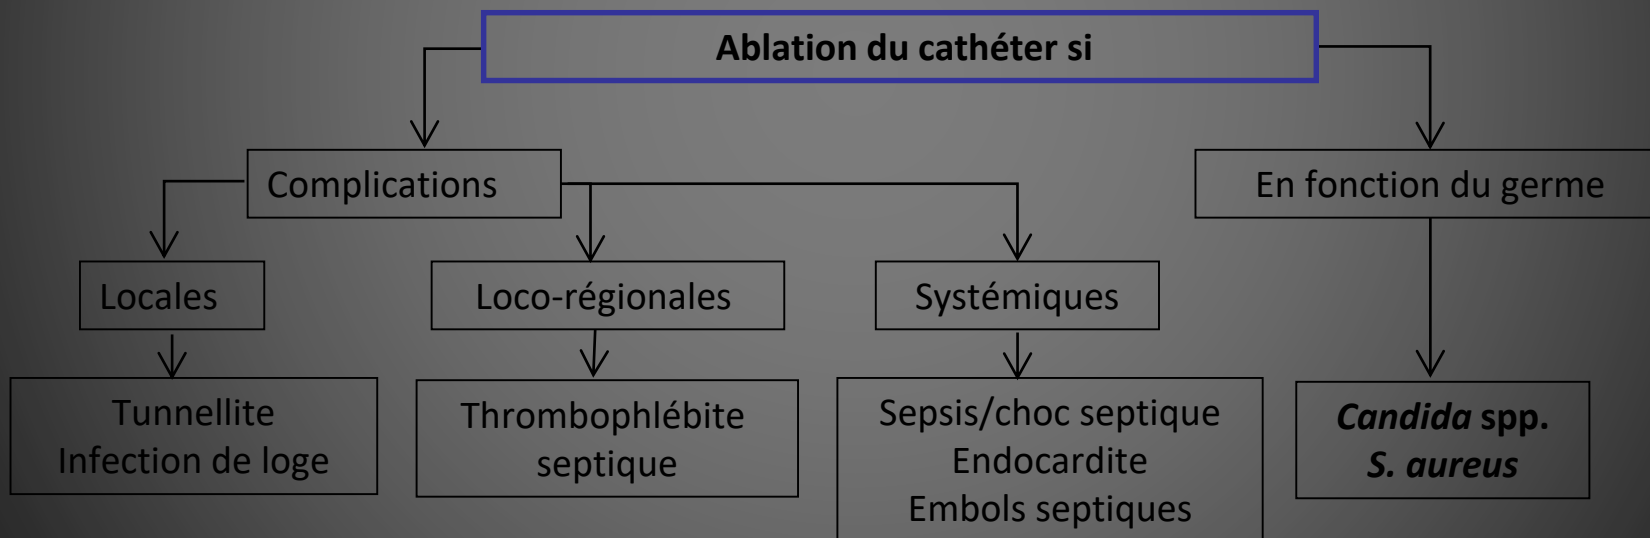 Ablation du cathéter si
Complications
En fonction du germe
Locales
Loco-régionales
Systémiques
Tunnellite
Infection de loge
Thrombophlébite
septique
Sepsis/choc septique
Endocardite
Embols septiques
Candida spp.
S. aureus